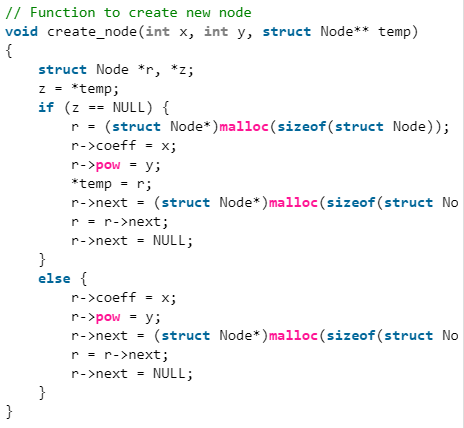 // Function to create new node
void create_node(int x, int y, struct Node** temp)
{
    struct Node *r, *z;
    z = *temp;
    if (z == NULL) {
        r = (struct Node*)malloc(sizeof(struct Node));
        r->coeff = x;
        r->pow = y;
        *temp = r;
        r->next = (struct Node*)malloc(sizeof(struct No
        r = r->next;
        r->next = NULL;
    }
    else {
        r->coeff = x;
        r->pow = y;
        r->next = (struct Node*)malloc(sizeof(struct No
        r = r->next;
        r->next = NULL;
    }
}